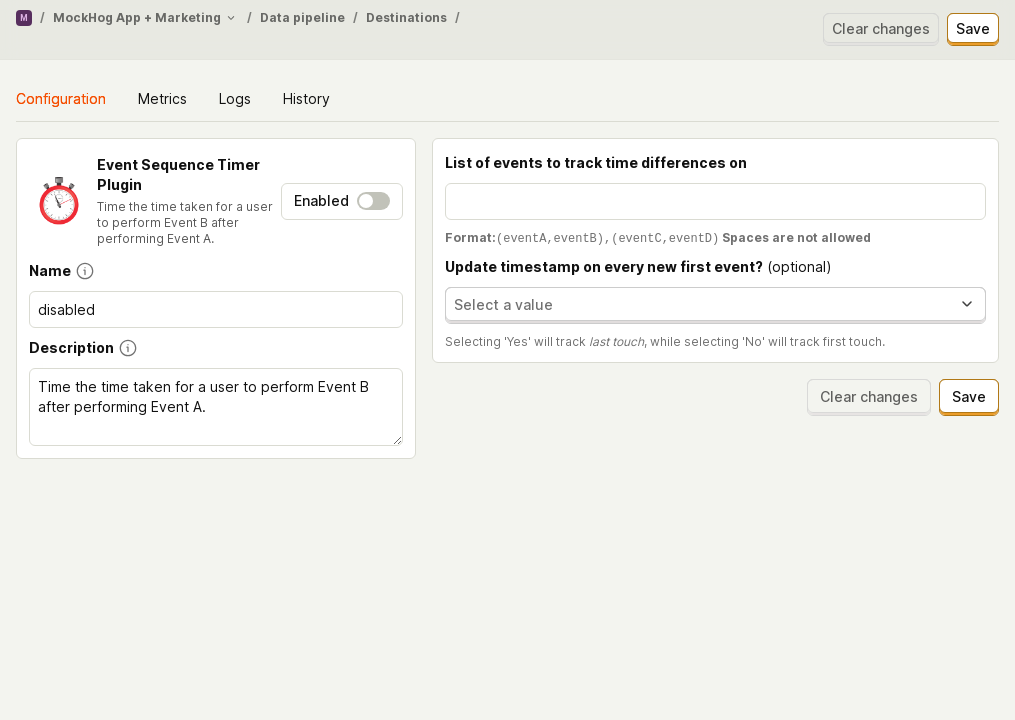 M / MockHog App + Marketing / Data pipeline / Destinations /
Clear changes Save
Configuration Metrics Logs History
Event Sequence Timer
Plugin
Time the time taken for a user
to perform Event B after
performing Event A.
Enabled
Name
disabled
Description
Time the time taken for a user to perform Event B
after performing Event A.
List of events to track time differences on
Format:(eventA,eventB),(eventC,eventD) Spaces are not allowed
Update timestamp on every new first event? (optional)
Select a value
Selecting 'Yes' will track last touch, while selecting 'No' will track first touch.
Clear changes Save